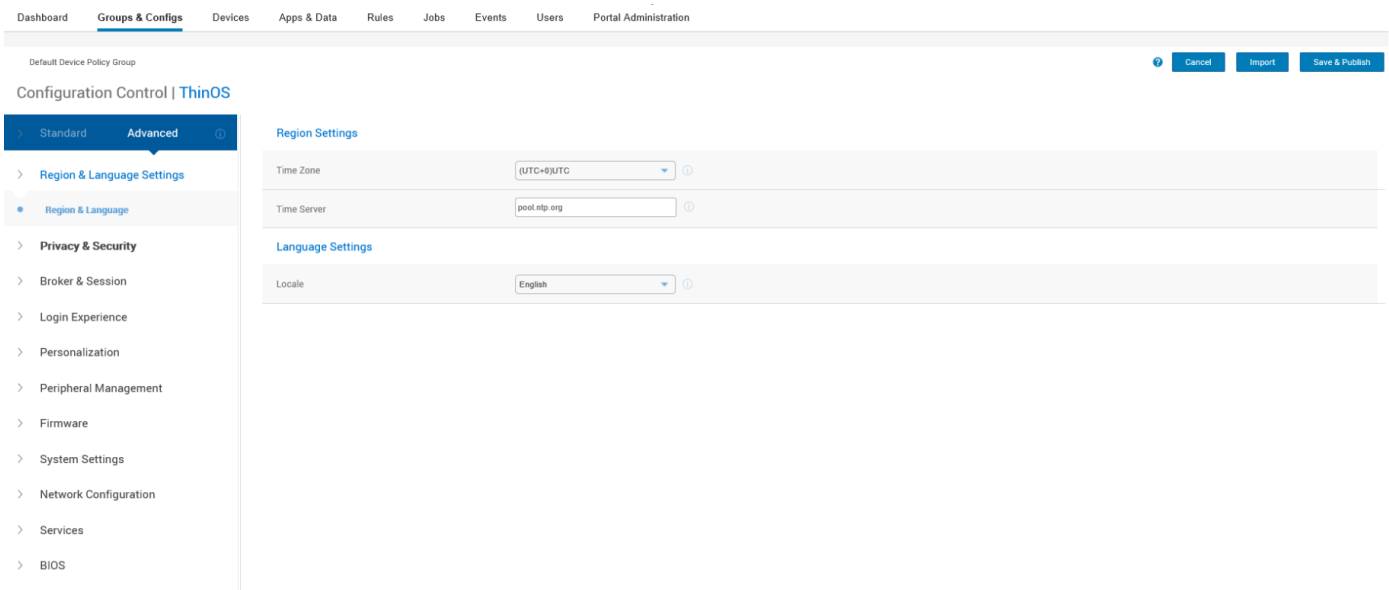 Dashboard Groups & Configs Devices Apps & Data Rules Jobs Events Users Portal Administration
Default Device Policy Group
Cancel Import Save & Publish
Configuration Control | ThinOS
Standard Advanced
Region & Language Settings
Region & Language
Privacy & Security
Broker & Session
Login Experience
Personalization
Peripheral Management
Firmware
System Settings
Network Configuration
Services
BIOS
Region Settings
Time Zone (UTC+0)UTC
Time Server pool.ntp.org
Language Settings
Locale English